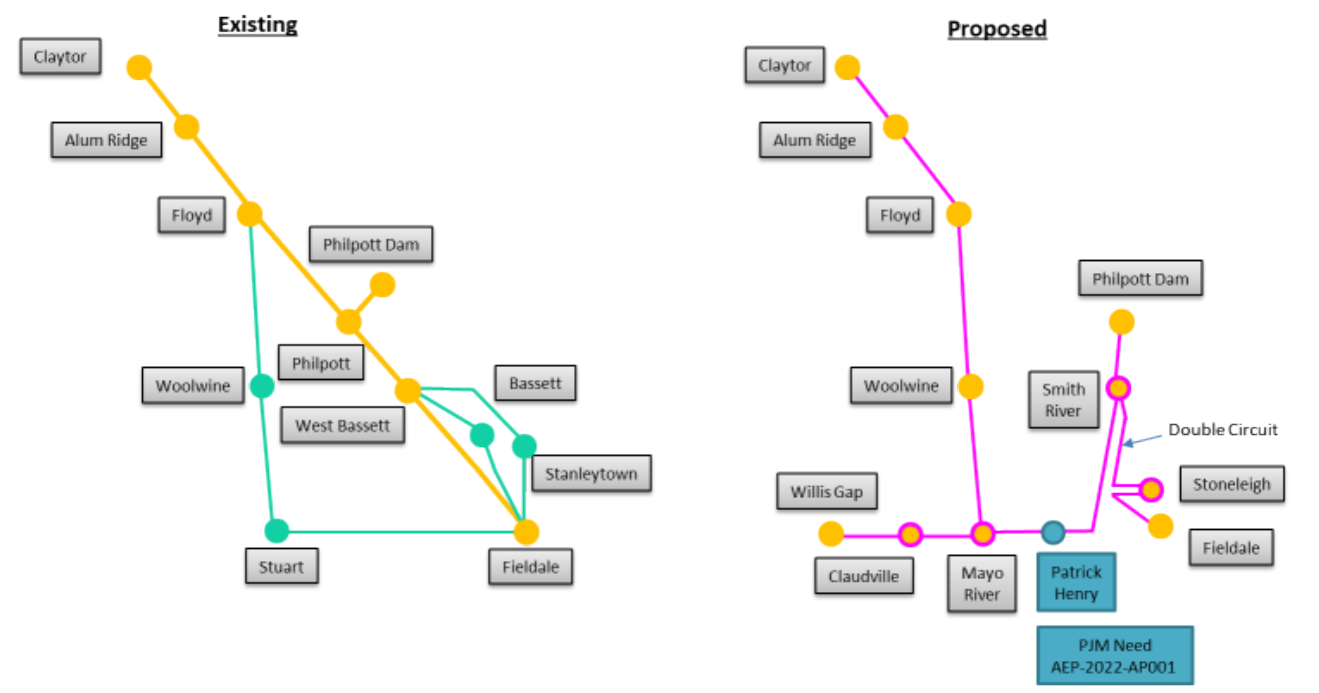 Existing
Claytor
Alum Ridge
Floyd
Philpott Dam
Philpott
Woolwine
Bassett
West Bassett
Stanleytown
Stuart
Fieldale
Proposed
Claytor
Alum Ridge
Floyd
Philpott Dam
Woolwine
Smith
River
Double Circuit
Willis Gap
Stoneleigh
Fieldale
Claudville
Mayo
River
Patrick
Henry
PJM Need
AEP-2022-AP001